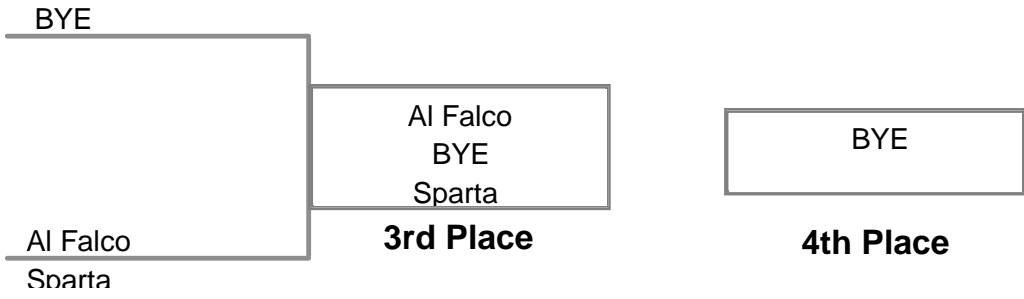 BYE
Al Falco
BYE
Sparta
BYE
3rd Place
4th Place
Al Falco
Sparta